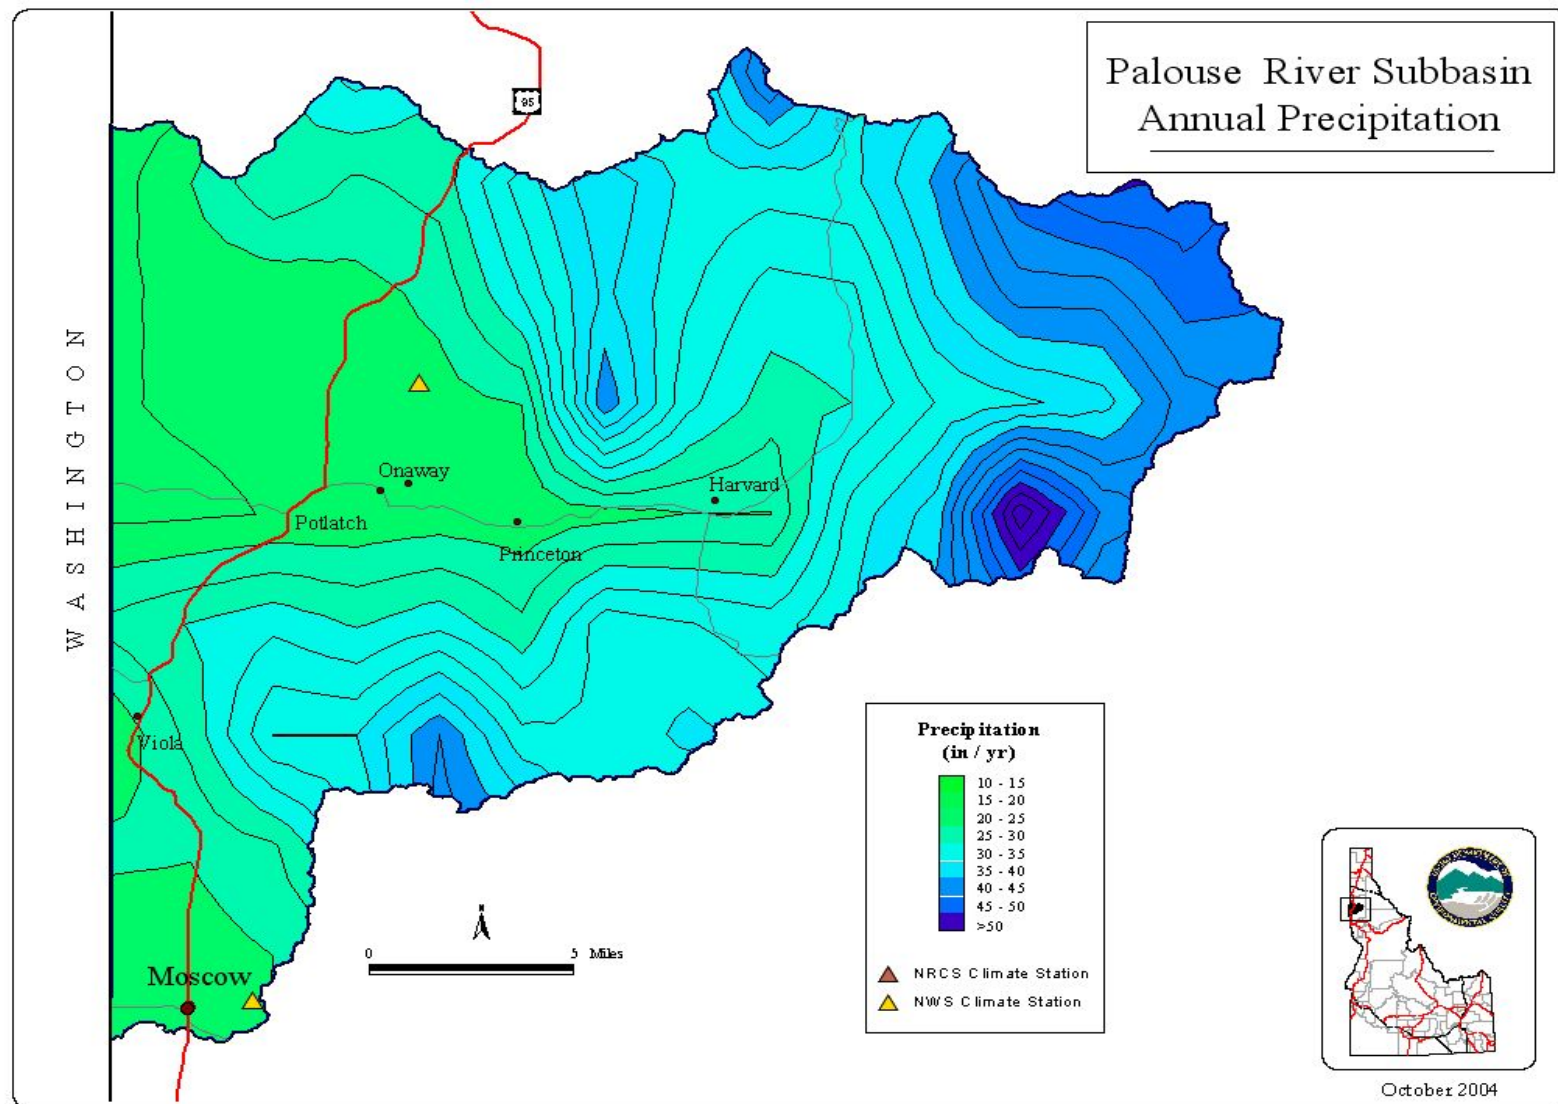 Palouse River Subbasin
Annual Precipitation
95
WASHINGTON
Onaway
Harvard
Potlatch
Princeton
Viola
Moscow
N
0 5 Miles
Precipitation
(in / yr)
10 - 15
15 - 20
20 - 25
25 - 30
30 - 35
35 - 40
40 - 45
45 - 50
>50
NRCS Climate Station
NWS Climate Station
October 2004